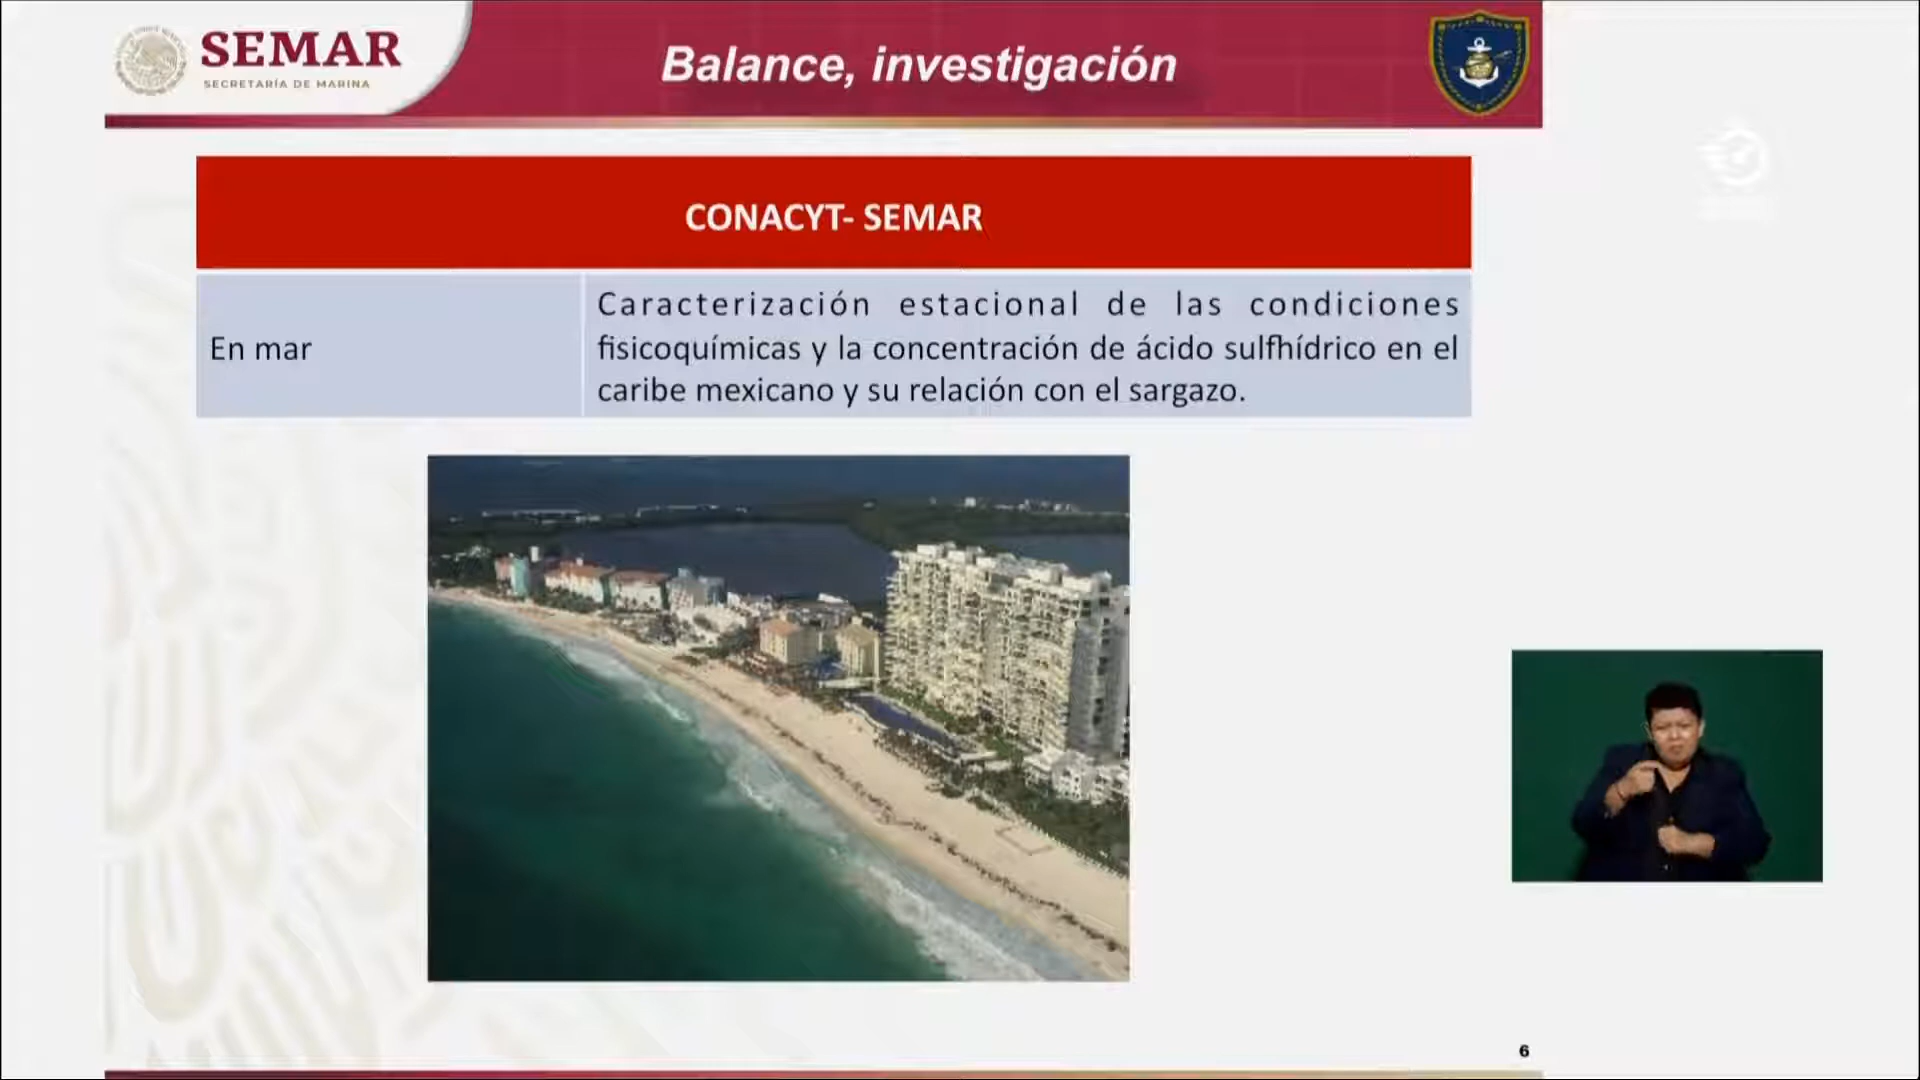 SEMAR
SECRETARÍA DE MARINA
Balance, investigación
CONACYT- SEMAR
En mar
Caracterización estacional de las condiciones
fisicoquímicas y la concentración de ácido sulfhídrico en el
caribe mexicano y su relación con el sargazo.
6